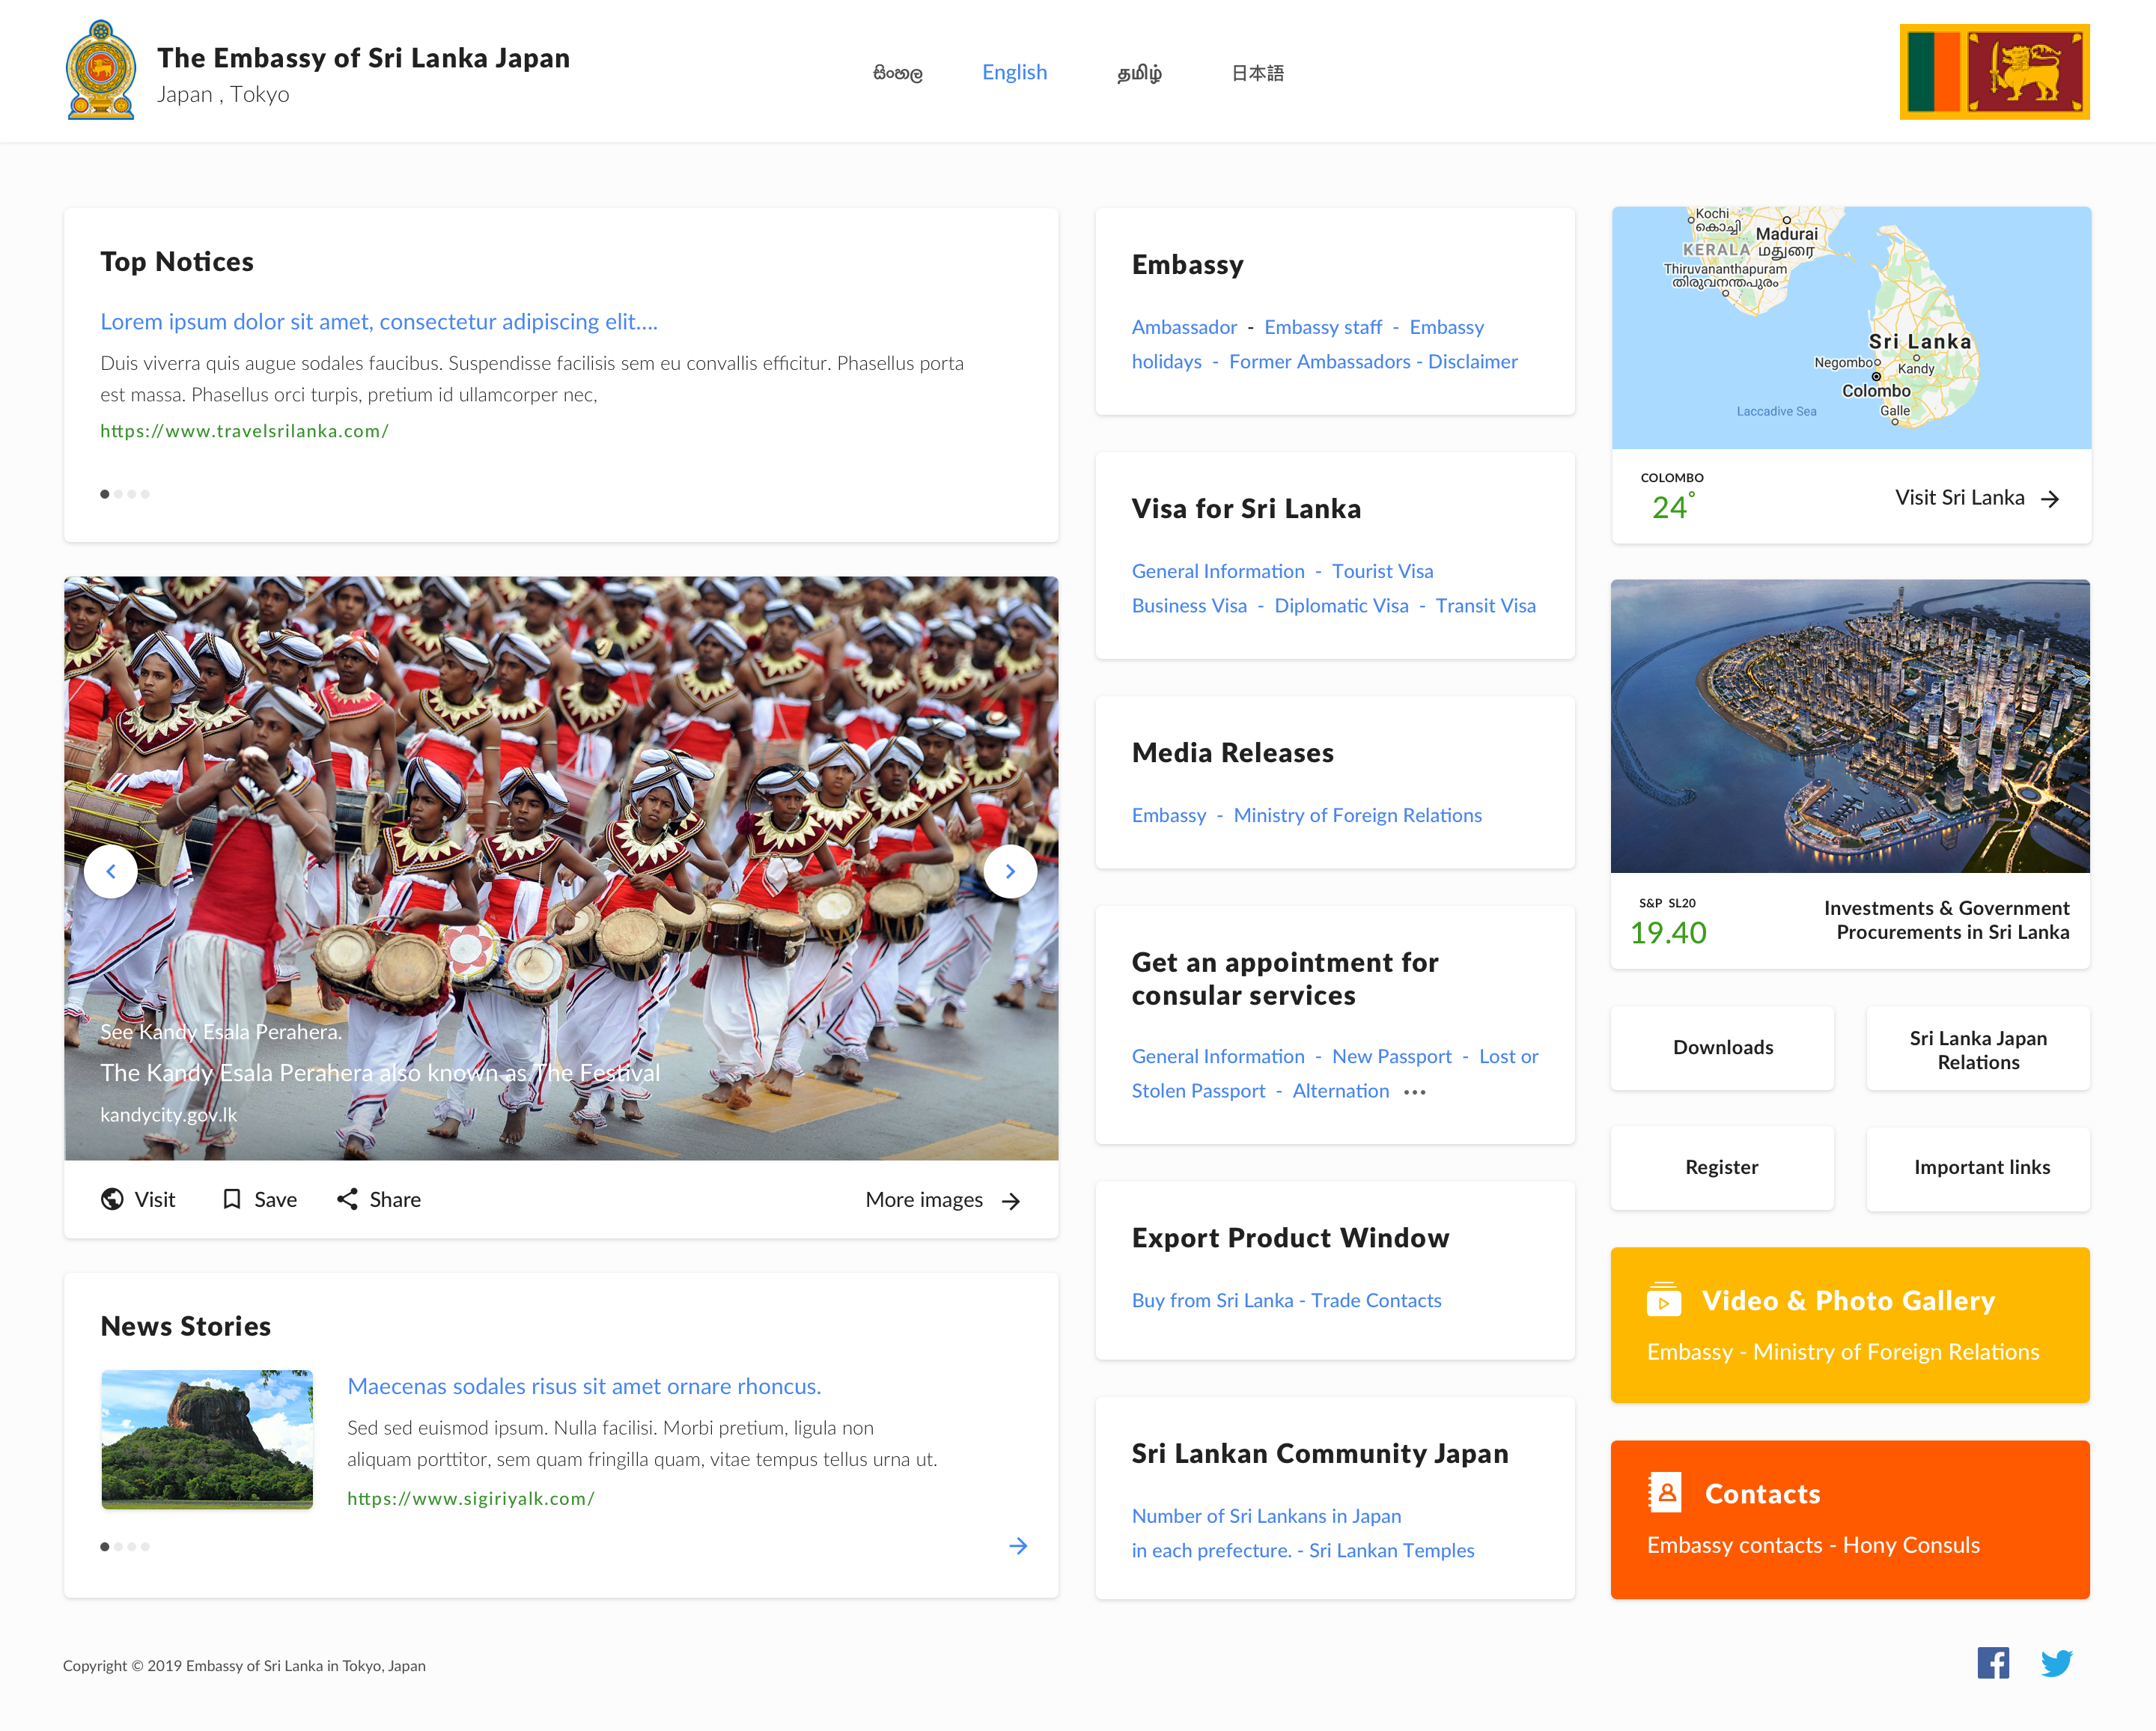 The Embassy of Sri Lanka Japan
Japan , Tokyo
සිංහල
English
தமிழ்
日本語
Top Notices
Lorem ipsum dolor sit amet, consectetur adipiscing elit....
Duis viverra quis augue sodales faucibus. Suspendisse facilisis sem eu convallis efficitur. Phasellus porta
est massa. Phasellus orci turpis, pretium id ullamcorper nec,
https://www.travelsrilanka.com/
See Kandy Esala Perahera.
The Kandy Esala Perahera also known as The Festival
kandycity.gov.lk
Visit
Save
Share
More images
News Stories
Maecenas sodales risus sit amet ornare rhoncus.
Sed sed euismod ipsum. Nulla facilisi. Morbi pretium, ligula non
aliquam porttitor, sem quam fringilla quam, vitae tempus tellus urna ut.
https://www.sigiriyalk.com/
Embassy
Ambassador - Embassy staff - Embassy
holidays - Former Ambassadors - Disclaimer
Visa for Sri Lanka
General Information - Tourist Visa
Business Visa - Diplomatic Visa - Transit Visa
Media Releases
Embassy - Ministry of Foreign Relations
Get an appointment for
consular services
General Information - New Passport - Lost or
Stolen Passport - Alternation •••
Export Product Window
Buy from Sri Lanka - Trade Contacts
Sri Lankan Community Japan
Number of Sri Lankans in Japan
in each prefecture. - Sri Lankan Temples
Kochi
കൊച്ചി
Madurai
மதுரை
KERALA
Thiruvananthapuram
തിരുവനന്തപുരം
Sri Lanka
Negombo
Kandy
Colombo
Galle
Laccadive Sea
COLOMBO
24°
Visit Sri Lanka
S&P SL20
19.40
Investments & Government
Procurements in Sri Lanka
Downloads
Sri Lanka Japan
Relations
Register
Important links
Video & Photo Gallery
Embassy - Ministry of Foreign Relations
Contacts
Embassy contacts - Hony Consuls
Copyright © 2019 Embassy of Sri Lanka in Tokyo, Japan